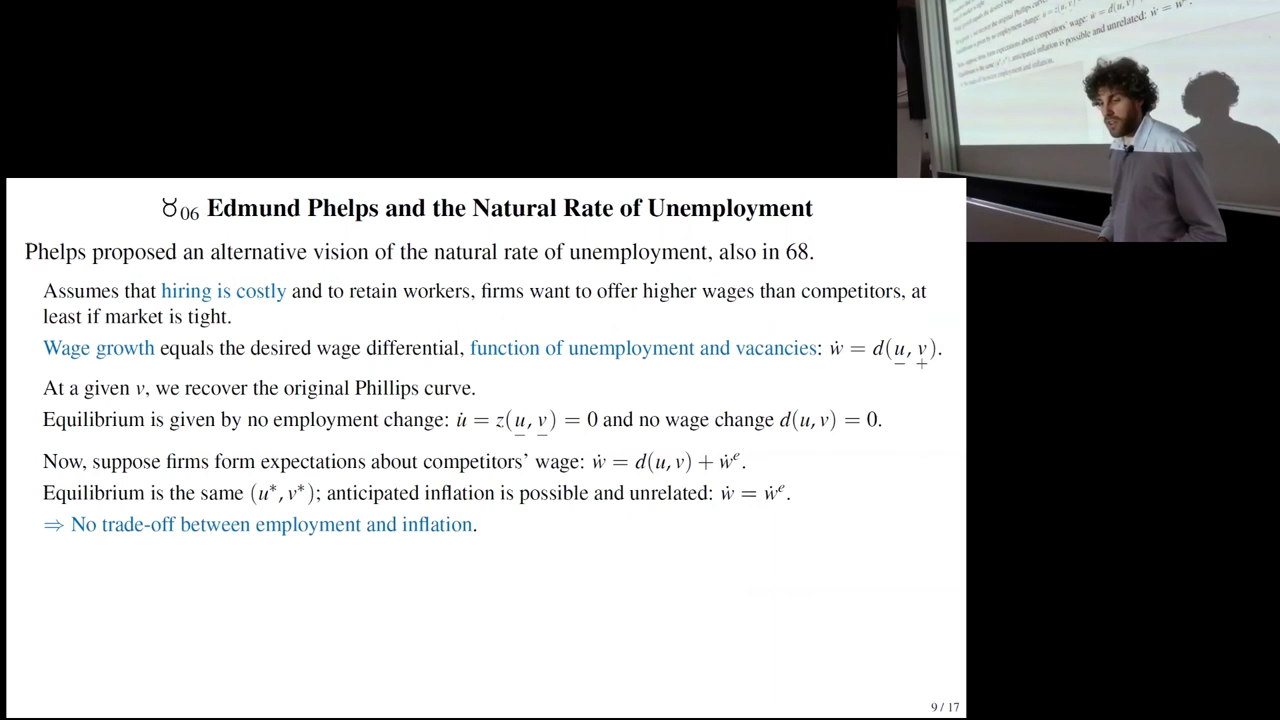 ♉06 Edmund Phelps and the Natural Rate of Unemployment
Phelps proposed an alternative vision of the natural rate of unemployment, also in 68.
Assumes that hiring is costly and to retain workers, firms want to offer higher wages than competitors, at
least if market is tight.
Wage growth equals the desired wage differential, function of unemployment and vacancies: ẇ = d(u, v).
− +
At a given v, we recover the original Phillips curve.
Equilibrium is given by no employment change: u̇ = z(u, v) = 0 and no wage change d(u, v) = 0.
− −
Now, suppose firms form expectations about competitors’ wage: ẇ = d(u, v) + ẇᵉ.
Equilibrium is the same (u*, v*); anticipated inflation is possible and unrelated: ẇ = ẇᵉ.
⇒ No trade-off between employment and inflation.
9 / 17